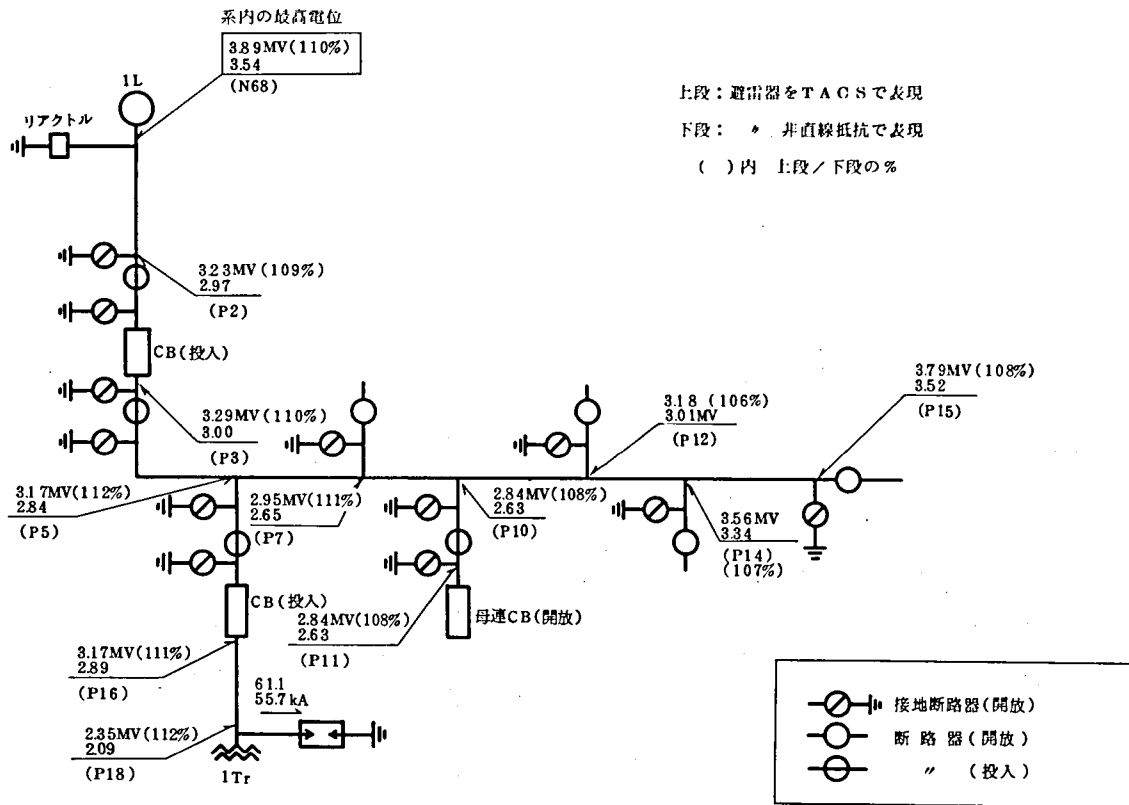 系内の最高電位
3.89MV(110%)
3.54
(N68)
1L
リアクトル
上段：避雷器をTACSで表現
下段： 〃 非直線抵抗で表現
( )内 上段／下段の%
3.23MV(109%)
2.97
(P2)
CB(投入)
3.29MV(110%)
3.00
(P3)
3.18 (106%)
3.01MV
(P12)
3.79MV(108%)
3.52
(P15)
3.17MV(112%)
2.84
(P5)
2.95MV(111%)
2.65
(P7)
2.84MV(108%)
2.63
(P10)
3.56MV
3.34
(P14)
(107%)
CB(投入)
2.84MV(108%)
2.63
(P11)
母連CB(開放)
3.17MV(111%)
2.89
(P16)
61.1
55.7kA
2.35MV(112%)
2.09
(P18)
1Tr
接地断路器(開放)
断路器(開放)
〃 (投入)